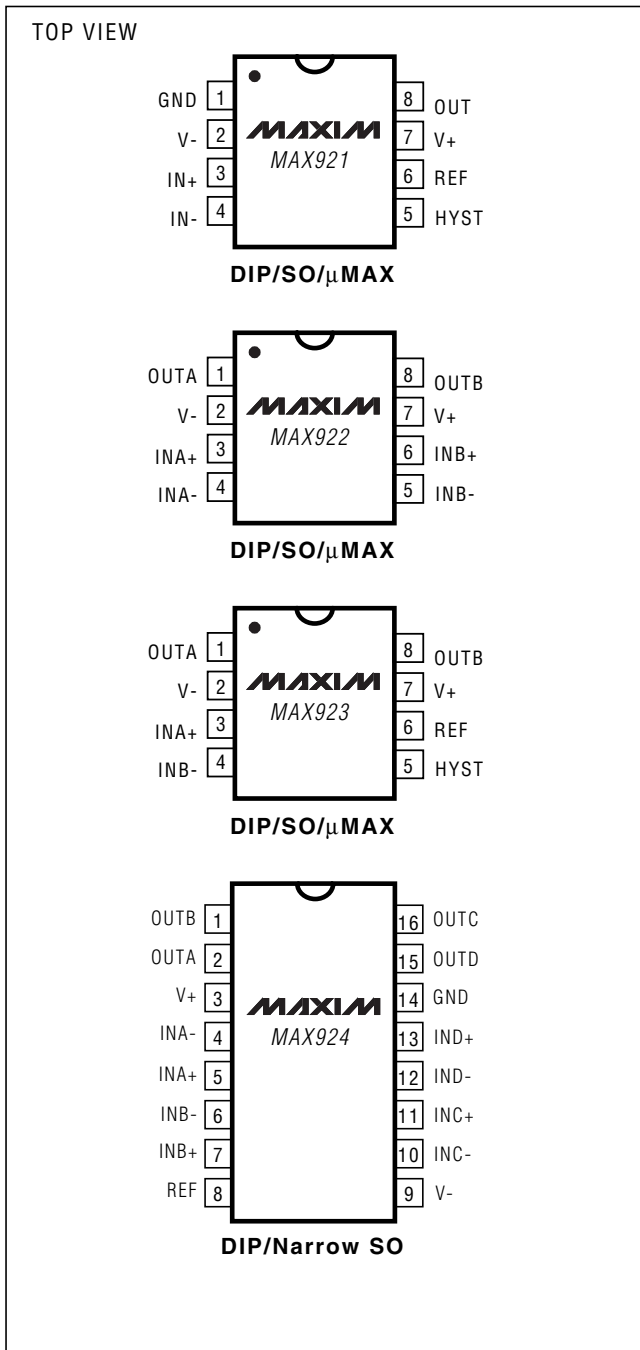 TOP VIEW
GND 1 8 OUT
V- 2 MAXIM 7 V+
IN+ 3 MAX921 6 REF
IN- 4 5 HYST
DIP/SO/μMAX
OUTA 1 8 OUTB
V- 2 MAXIM 7 V+
INA+ 3 MAX922 6 INB+
INA- 4 5 INB-
DIP/SO/μMAX
OUTA 1 8 OUTB
V- 2 MAXIM 7 V+
INA+ 3 MAX923 6 REF
INB- 4 5 HYST
DIP/SO/μMAX
OUTB 1 16 OUTC
OUTA 2 15 OUTD
V+ 3 MAXIM 14 GND
INA- 4 MAX924 13 IND+
INA+ 5 12 IND-
INB- 6 11 INC+
INB+ 7 10 INC-
REF 8 9 V-
DIP/Narrow SO